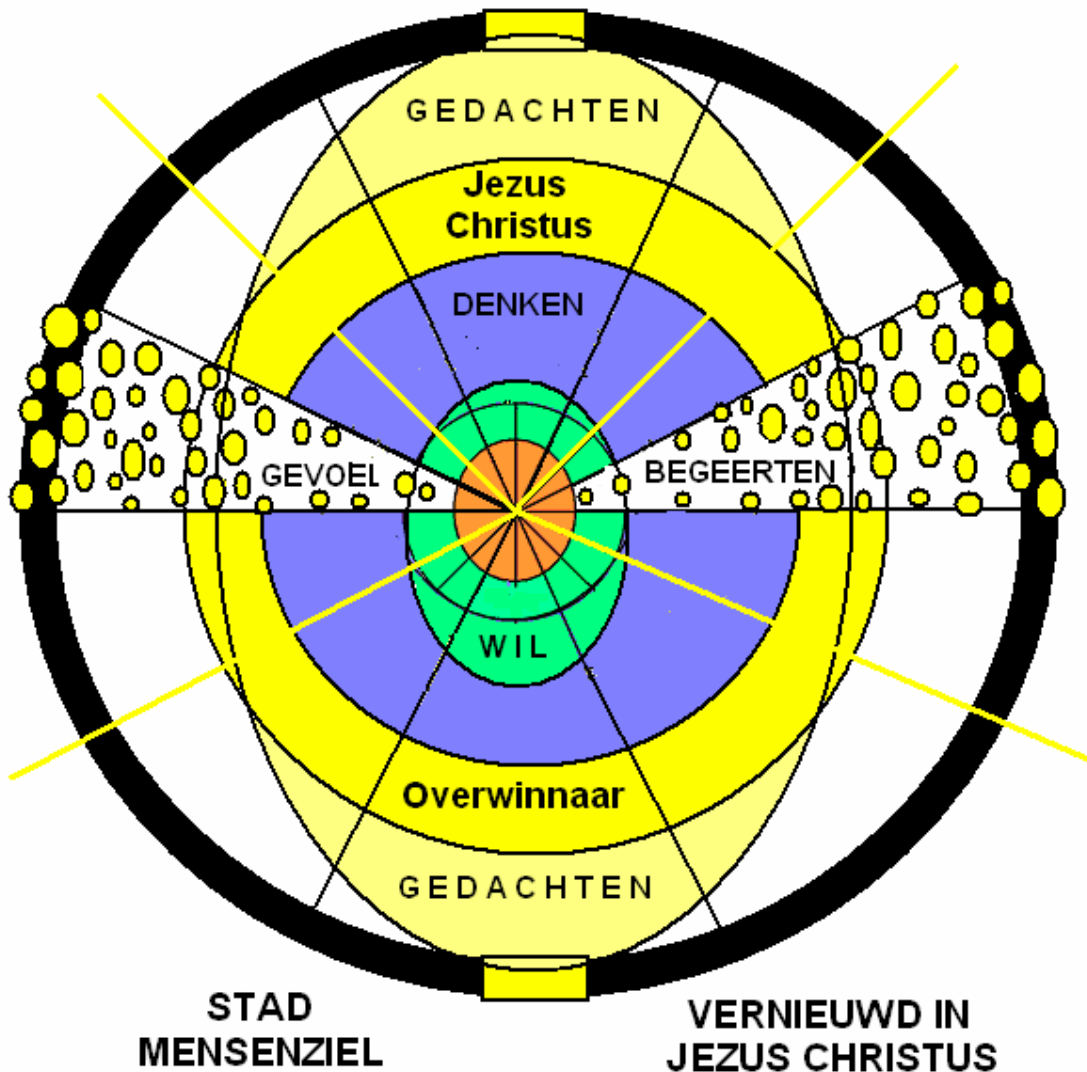 GEDACHTEN
Jezus
Christus
DENKEN
GEVOEL
BEGEERTEN
WIL
Overwinnaar
GEDACHTEN
STAD
MENSENZIEL
VERNIEUWD IN
JEZUS CHRISTUS